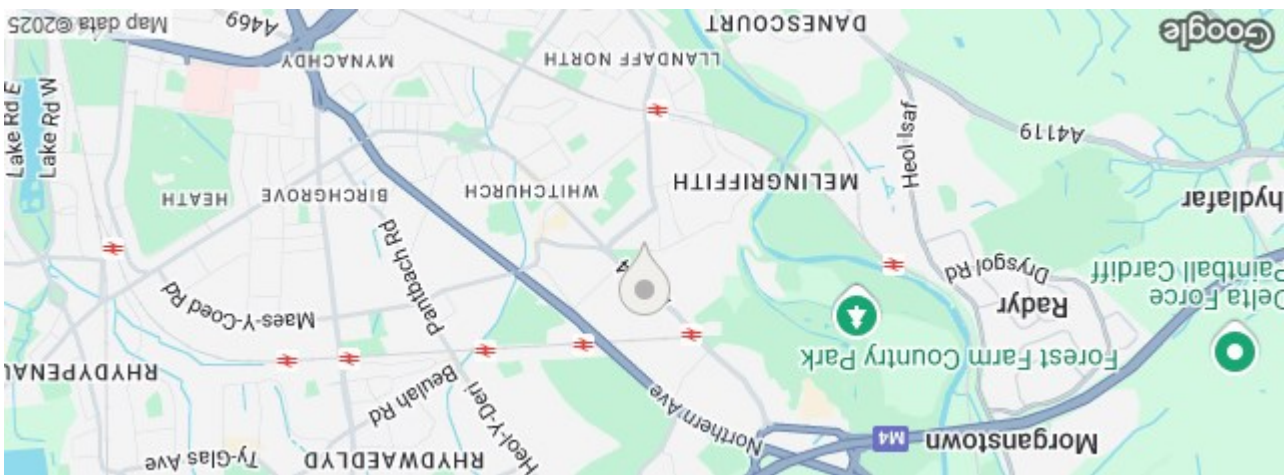 Morganstown
M4
RHYDWAEDLYD
Ty-Glas Ave
Northern Ave
Heol-Y-Deri
Beulah Rd
Forest Farm Country Park
RHYDYPENAU
Delta Force
Paintball Cardiff
Radyr
Drysgol Rd
4
Pantbach Rd
Maes-Y-Coed Rd
hydlafar
Heol Isaf
MELINGRIFFITH
WHITCHURCH
BIRCHGROVE
HEATH
Lake Rd W
Lake Rd E
A4119
LLANDAFF NORTH
MYNACHDY
DANESCOURT
A469
Google
Map data ©2025